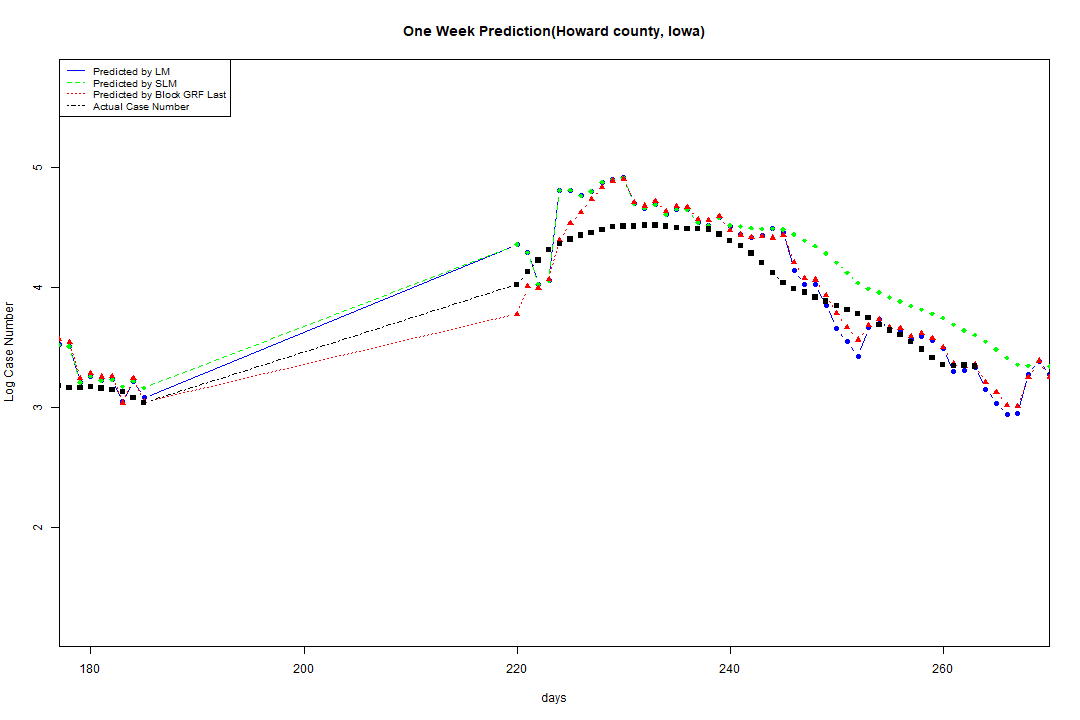 One Week Prediction(Howard county, Iowa)
Predicted by LM
Predicted by SLM
Predicted by Block GRF Last
Actual Case Number
5
4
3
2
Log Case Number
180 200 220 240 260
days